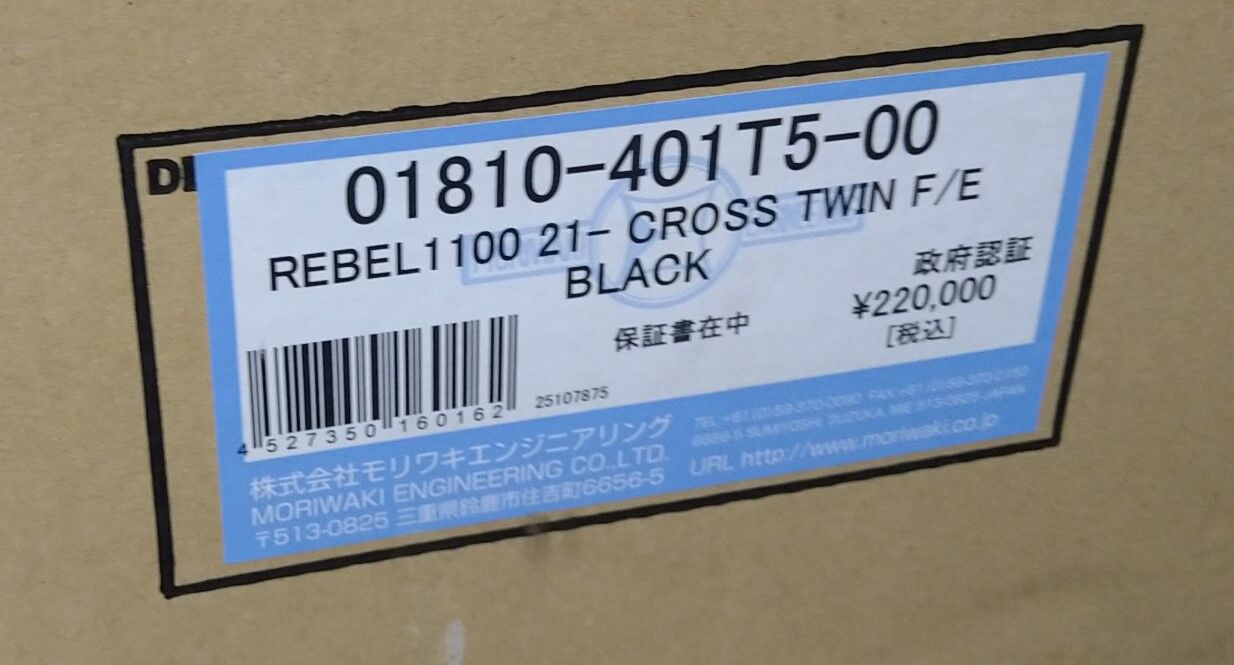 01810-401T5-00
REBEL1100 21- CROSS TWIN F/E
BLACK
政府認証
¥220,000
[税込]
保証書在中
4 527350 160162
25107875
株式会社モリワキエンジニアリング
MORIWAKI ENGINEERING CO.,LTD.
〒513-0825 三重県鈴鹿市住吉町6656-5
URL http://www.moriwaki.co.jp